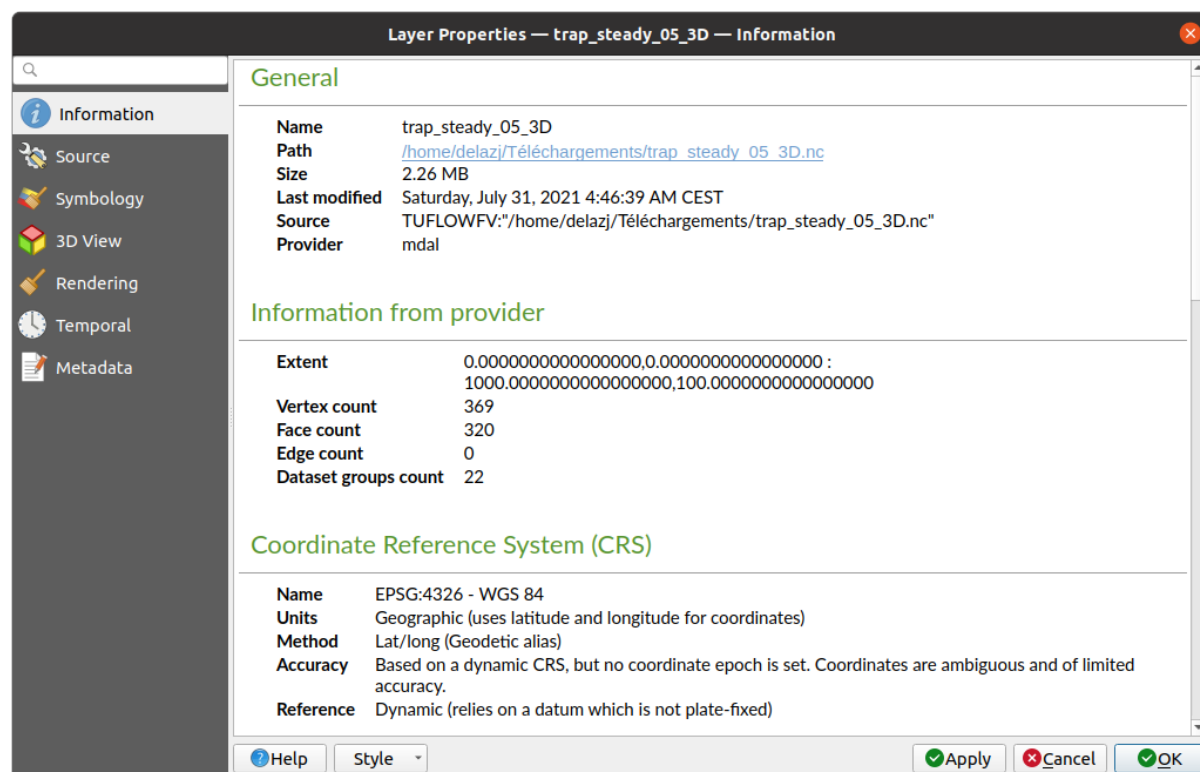 Layer Properties — trap_steady_05_3D — Information
Information
Source
Symbology
3D View
Rendering
Temporal
Metadata
General
Name trap_steady_05_3D
Path /home/delazj/Téléchargements/trap_steady_05_3D.nc
Size 2.26 MB
Last modified Saturday, July 31, 2021 4:46:39 AM CEST
Source TUFLOWFV:"/home/delazj/Téléchargements/trap_steady_05_3D.nc"
Provider mdal
Information from provider
Extent 0.0000000000000000,0.0000000000000000 :
1000.0000000000000000,100.0000000000000000
Vertex count 369
Face count 320
Edge count 0
Dataset groups count 22
Coordinate Reference System (CRS)
Name EPSG:4326 - WGS 84
Units Geographic (uses latitude and longitude for coordinates)
Method Lat/long (Geodetic alias)
Accuracy Based on a dynamic CRS, but no coordinate epoch is set. Coordinates are ambiguous and of limited
accuracy.
Reference Dynamic (relies on a datum which is not plate-fixed)
Help Style Apply Cancel OK